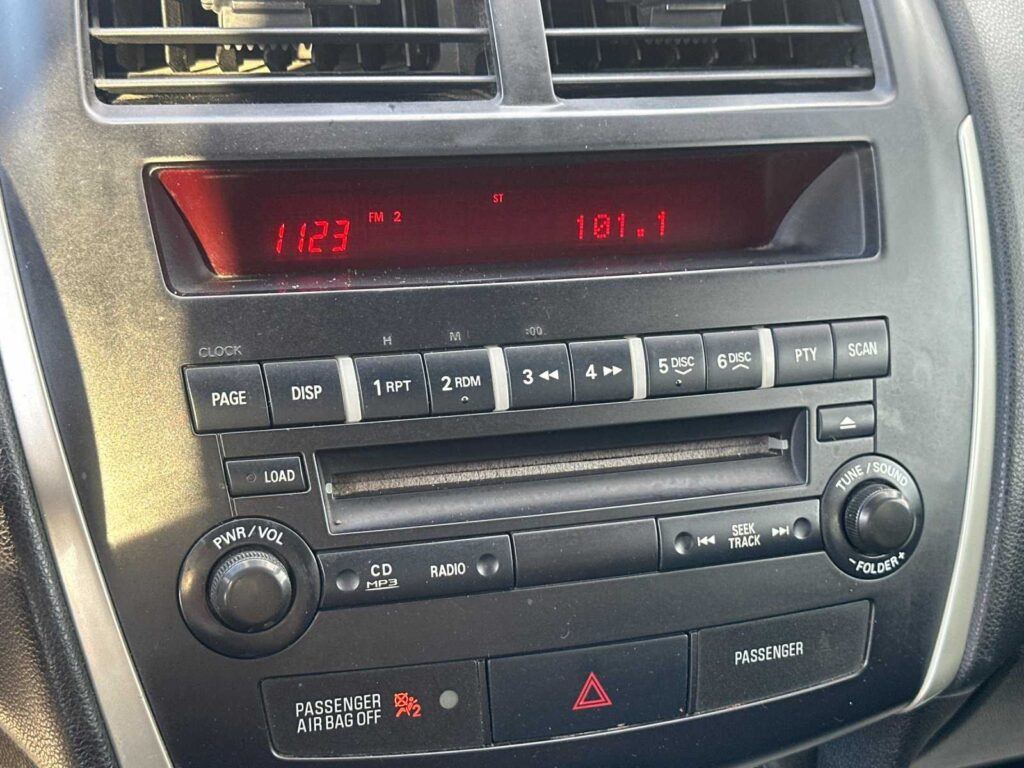 ST
FM 2
1123
101.1
CLOCK
H
M
:00
PAGE
DISP
1 RPT
2 RDM
3 ◀◀
4 ▶▶
5 DISC
6 DISC
PTY
SCAN
LOAD
PWR/VOL
TUNE/SOUND
CD
MP3
RADIO
SEEK
TRACK
-FOLDER+
PASSENGER
AIR BAG OFF
2
PASSENGER